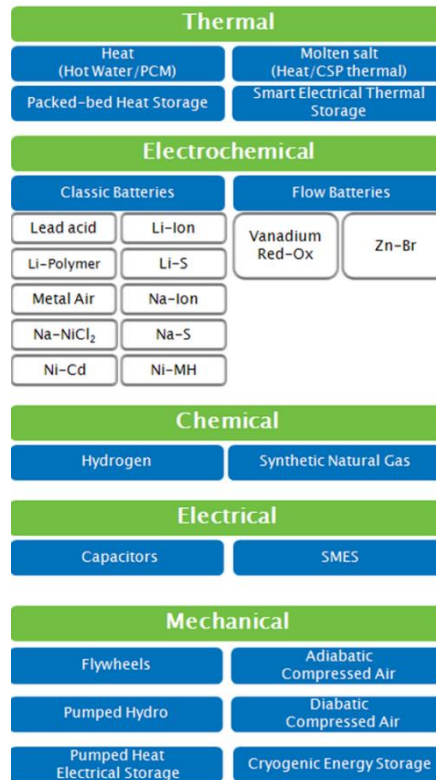 Thermal
Heat
(Hot Water/PCM)
Molten salt
(Heat/CSP thermal)
Packed-bed Heat Storage
Smart Electrical Thermal
Storage
Electrochemical
Classic Batteries
Flow Batteries
Lead acid
Li-Ion
Vanadium
Red-Ox
Zn-Br
Li-Polymer
Li-S
Metal Air
Na-Ion
Na-NiCl₂
Na-S
Ni-Cd
Ni-MH
Chemical
Hydrogen
Synthetic Natural Gas
Electrical
Capacitors
SMES
Mechanical
Flywheels
Adiabatic
Compressed Air
Pumped Hydro
Diabatic
Compressed Air
Pumped Heat
Electrical Storage
Cryogenic Energy Storage